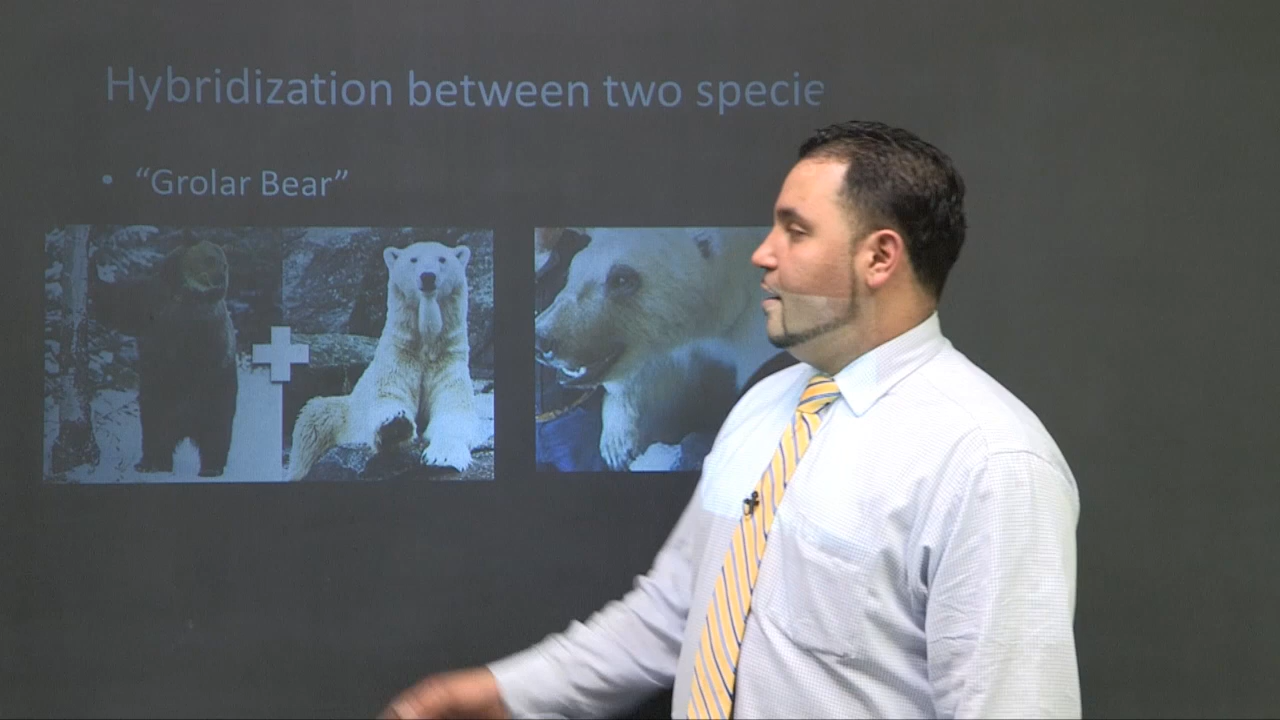 Hybridization between two specie
• “Grolar Bear”